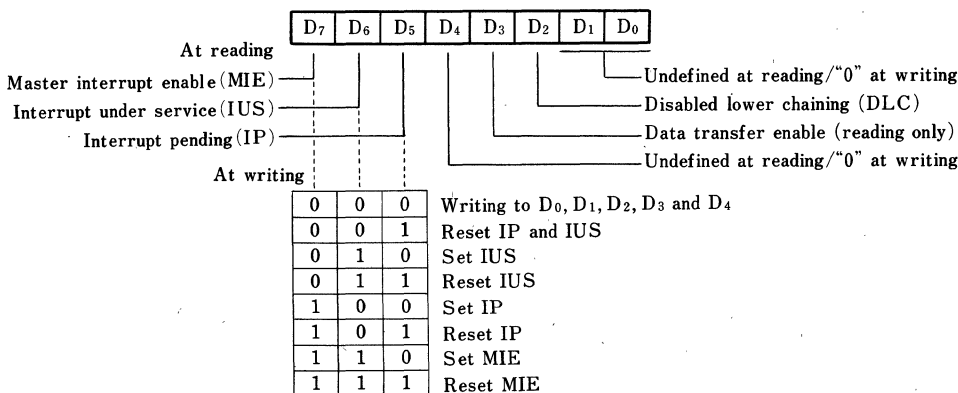 D7 D6 D5 D4 D3 D2 D1 D0
At reading
Master interrupt enable (MIE)
Undefined at reading/“0” at writing
Interrupt under service (IUS)
Disabled lower chaining (DLC)
Interrupt pending (IP)
Data transfer enable (reading only)
Undefined at reading/“0” at writing
At writing
0 0 0 Writing to D0, D1, D2, D3 and D4
0 0 1 Reset IP and IUS
0 1 0 Set IUS
0 1 1 Reset IUS
1 0 0 Set IP
1 0 1 Reset IP
1 1 0 Set MIE
1 1 1 Reset MIE